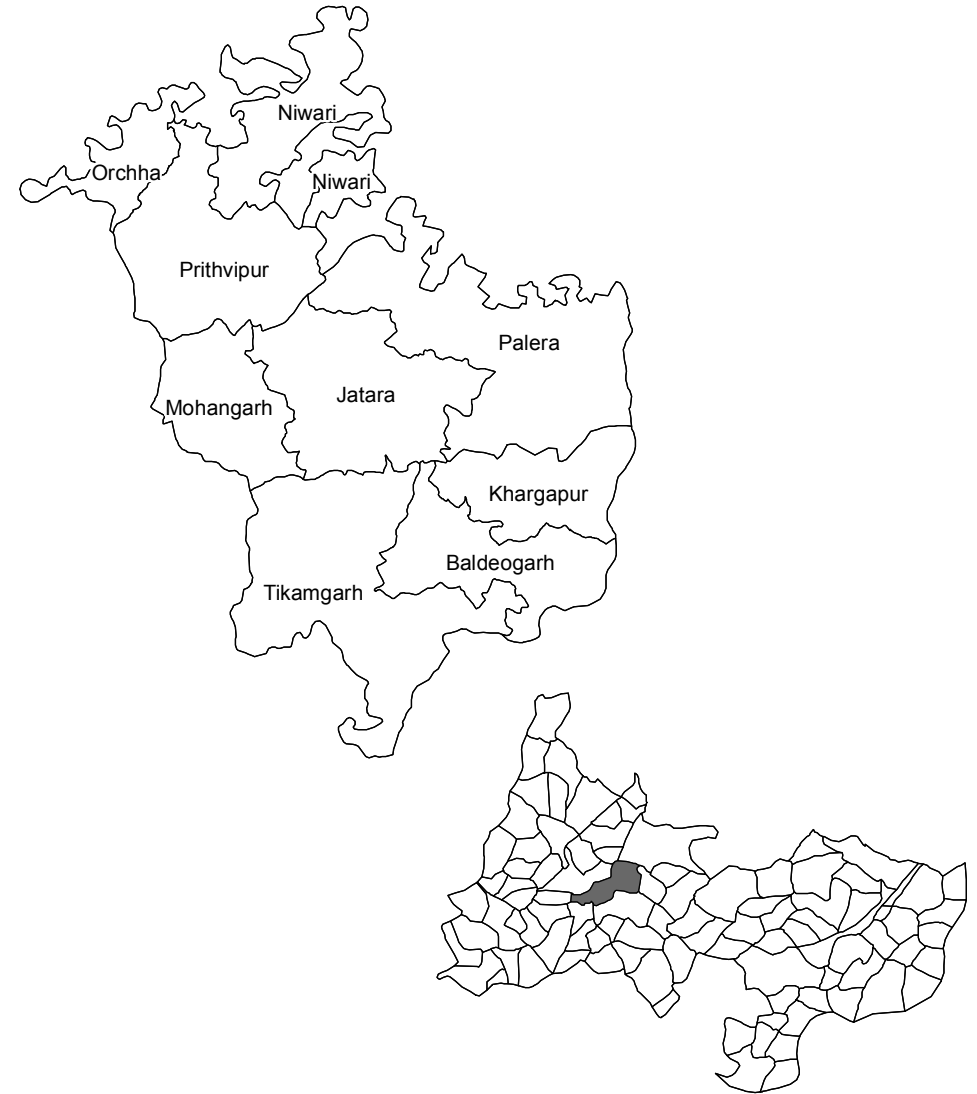 Niwari
Orchha
Niwari
Prithvipur
Palera
Jatara
Mohangarh
Khargapur
Baldeogarh
Tikamgarh